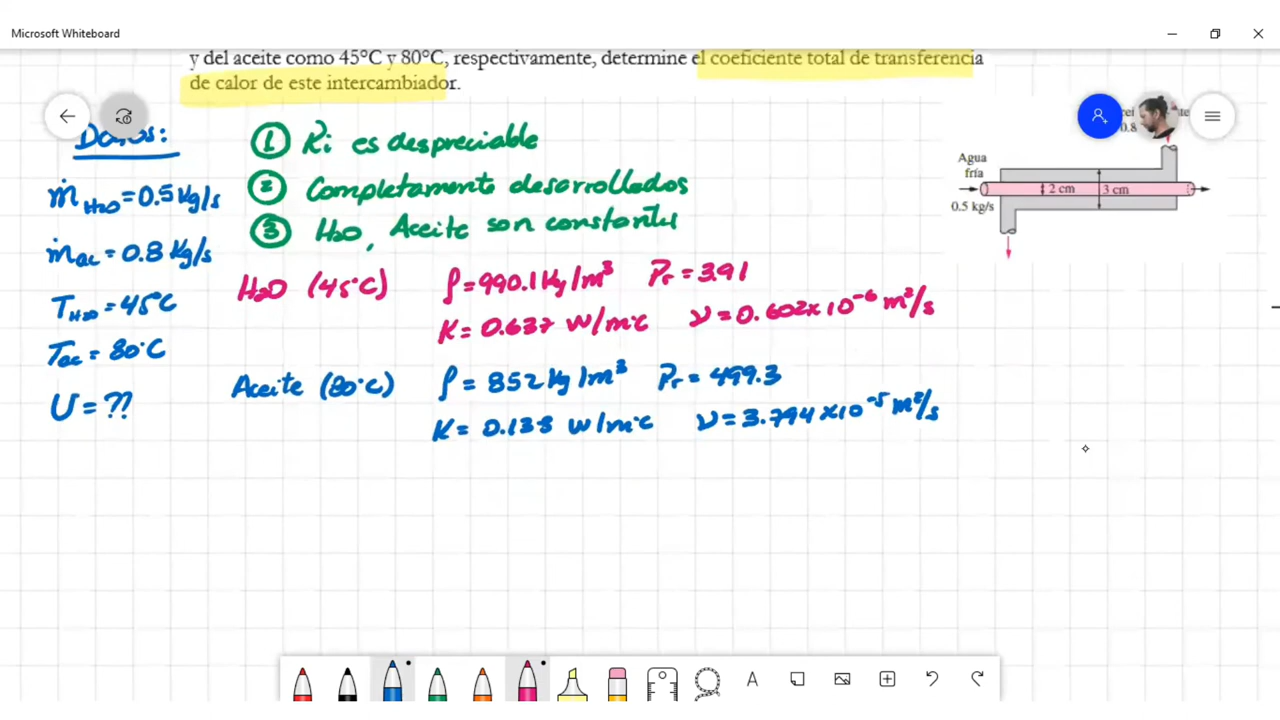 Microsoft Whiteboard
y del aceite como 45°C y 80°C, respectivamente, determine el coeficiente total de transferencia
de calor de este intercambiador.
Datos:
ṁ H2O = 0.5 Kg/s
ṁac = 0.8 Kg/s
T H2O = 45°C
Tac = 80°C
U = ??
① Ri es despreciable
② Completamente desarrollados
③ H2O, Aceite son constantes
H2O (45°C) ρ = 990.1 Kg/m³ Pr = 3.91
K = 0.637 W/m°C ν = 0.602x10⁻⁶ m²/s
Aceite (80°C) ρ = 852 Kg/m³ Pr = 499.3
K = 0.138 W/m°C ν = 3.794x10⁻⁵ m²/s
0.8
Agua
fría
2 cm
3 cm
0.5 kg/s